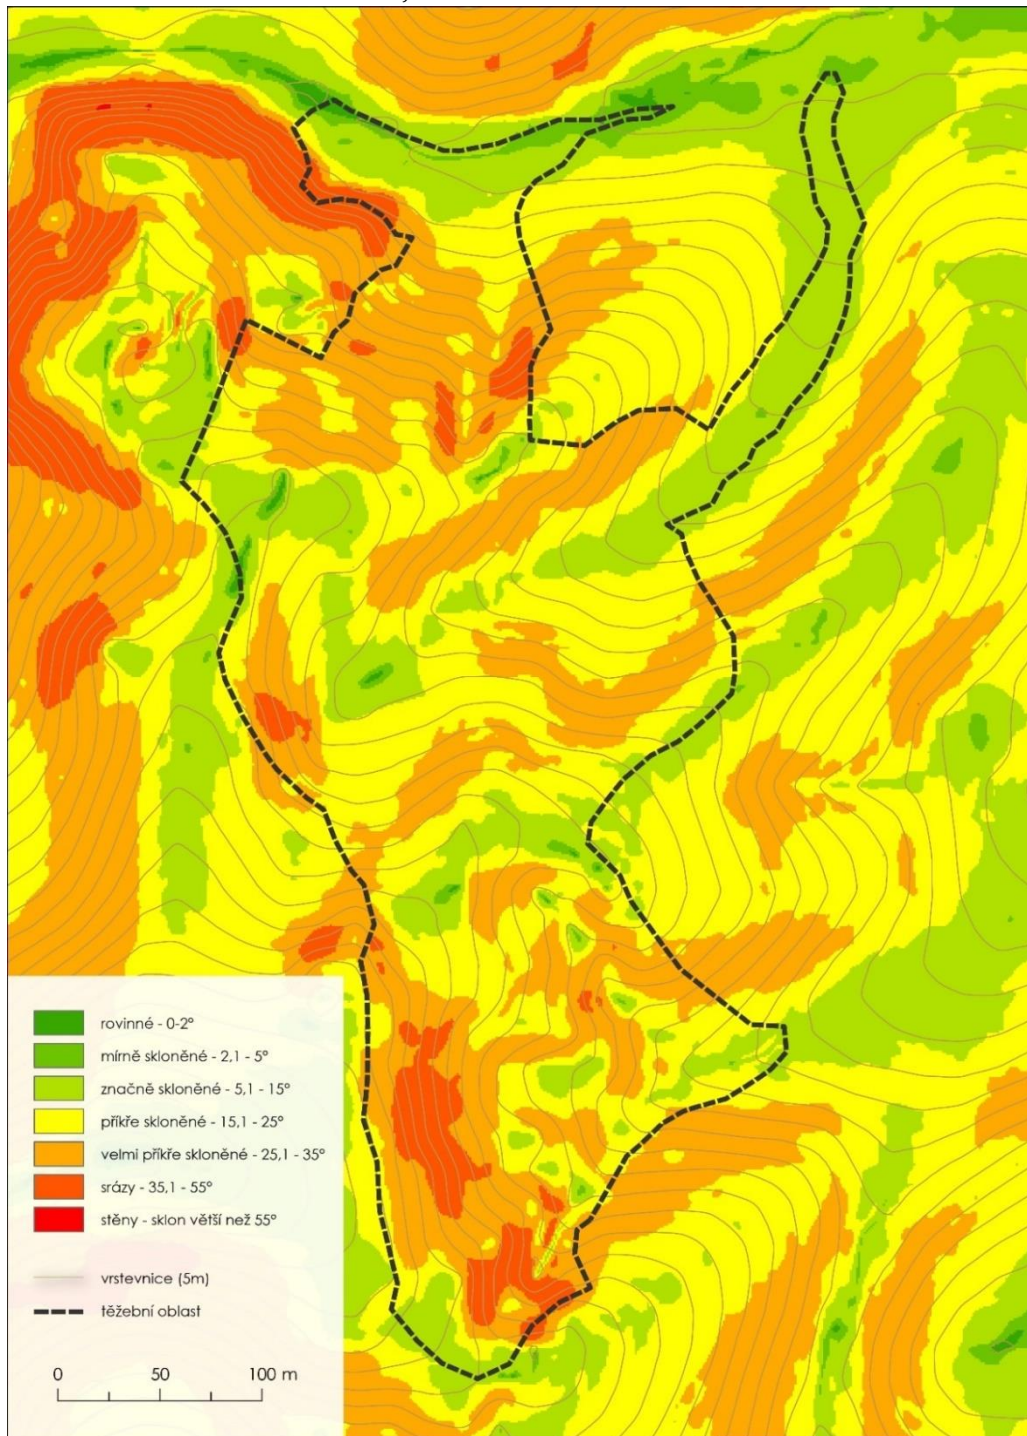 rovinné - 0-2°
mírně skloněné - 2,1 - 5°
značně skloněné - 5,1 - 15°
příkře skloněné - 15,1 - 25°
velmi příkře skloněné - 25,1 - 35°
srázy - 35,1 - 55°
stěny - sklon větší než 55°
vrstevnice (5m)
těžební oblast
0 50 100 m